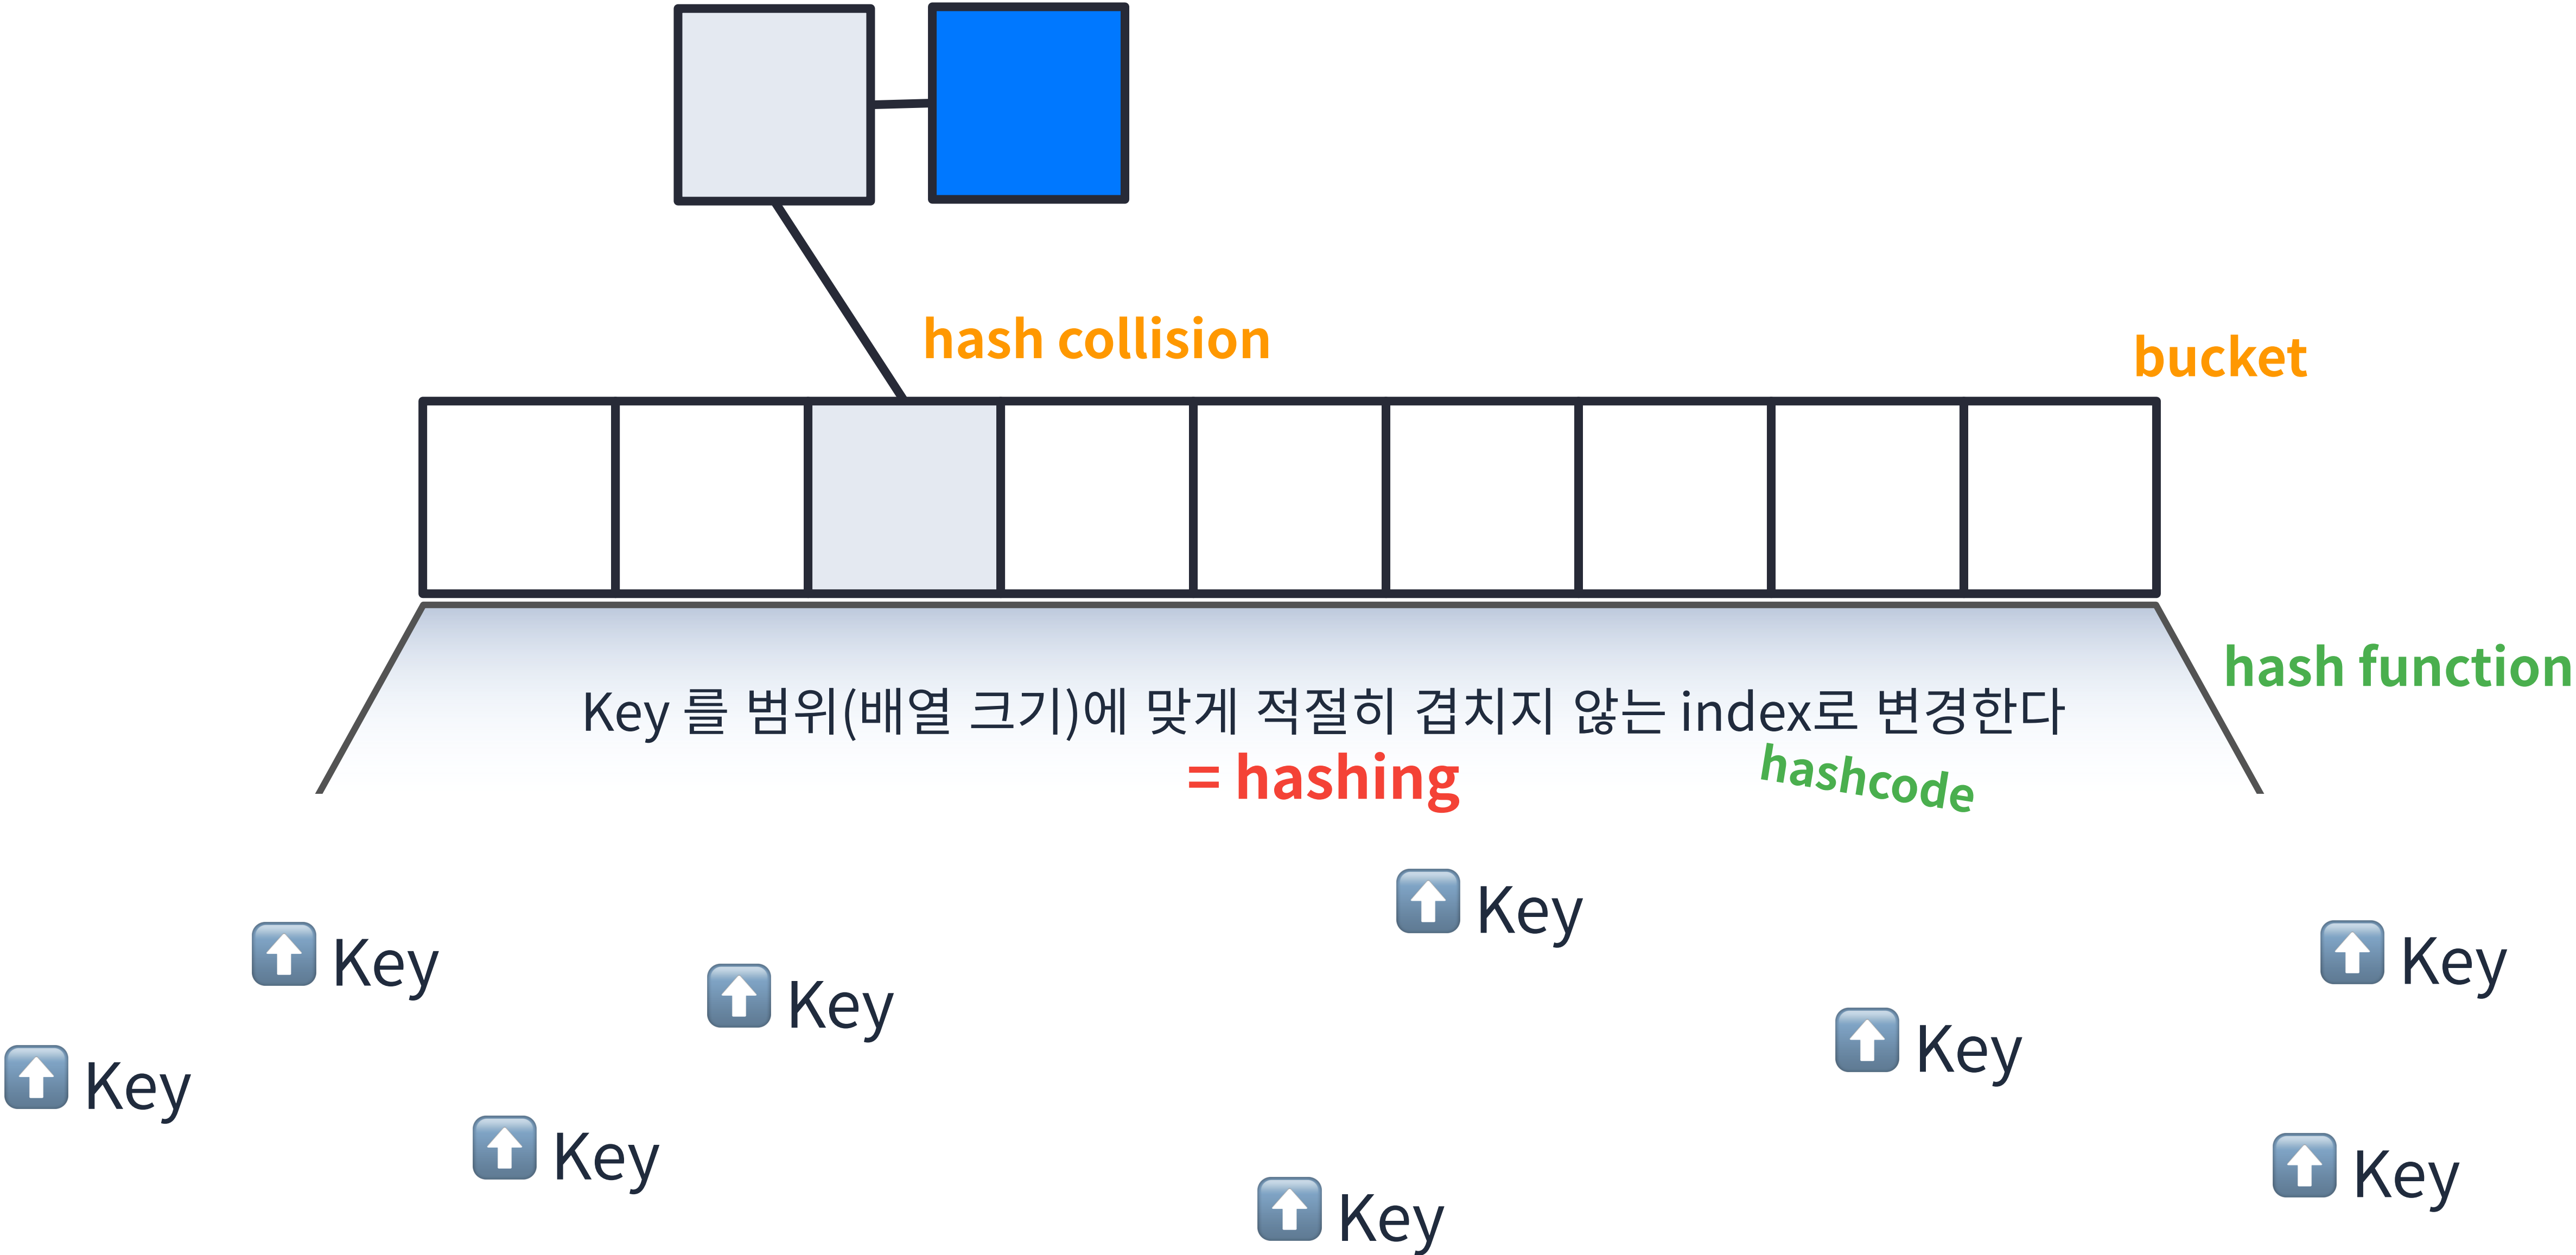 hash collision
bucket
hash function
Key 를 범위(배열 크기)에 맞게 적절히 겹치지 않는 index로 변경한다
= hashing
hashcode
Key
Key
Key
Key
Key
Key
Key
Key
Key